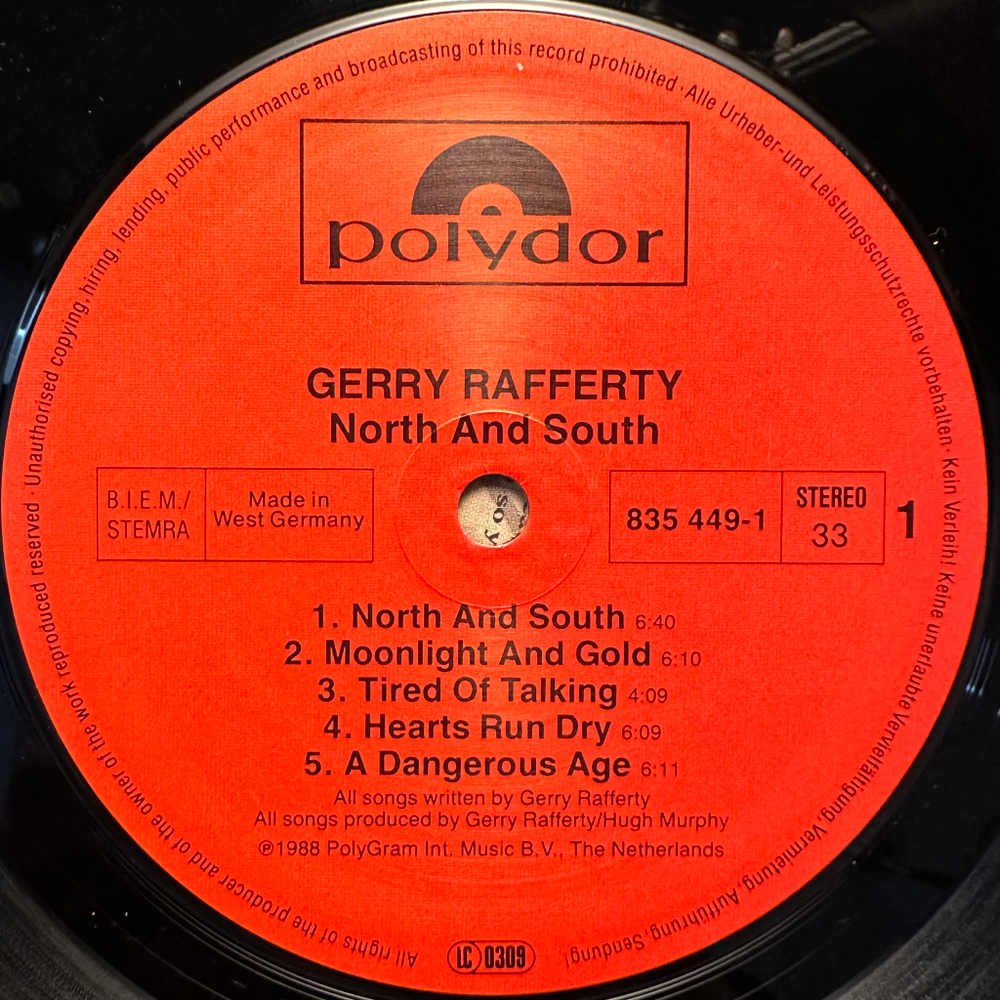 polydor
GERRY RAFFERTY
North And South
B.I.E.M./
STEMRA
Made in
West Germany
835 449-1
STEREO
33
1
1. North And South 6:40
2. Moonlight And Gold 6:10
3. Tired Of Talking 4:09
4. Hearts Run Dry 6:09
5. A Dangerous Age 6:11
All songs written by Gerry Rafferty
All songs produced by Gerry Rafferty/Hugh Murphy
℗1988 PolyGram Int. Music B.V., The Netherlands
LC 0309
All rights of the producer and of the owner of the work reproduced reserved · Unauthorised copying, hiring, lending, public performance and broadcasting of this record prohibited · Alle Urheber-und Leistungsschutzrechte vorbehalten · Kein Verleih! Keine unerlaubte Vervielfältigung, Vermietung, Aufführung, Sendung!
so y